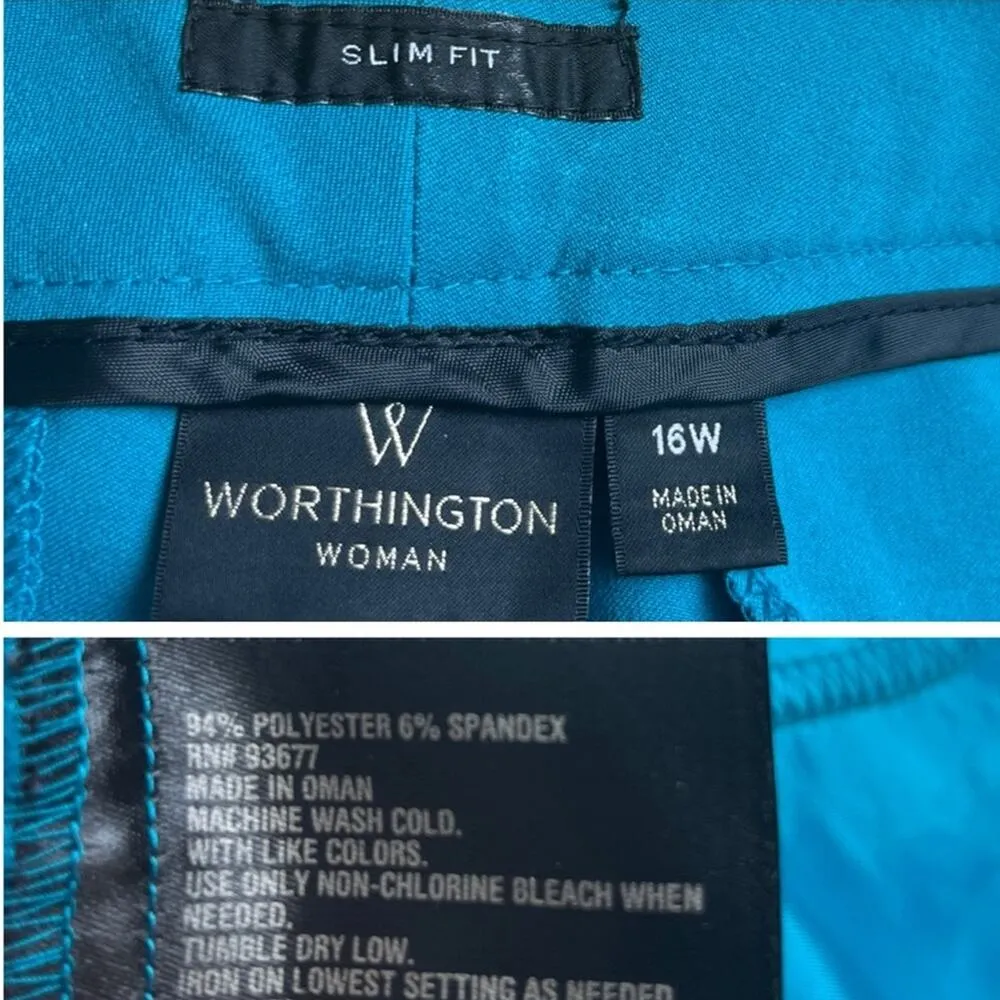 SLIM FIT
W
WORTHINGTON
WOMAN
16W
MADE IN
OMAN
94% POLYESTER 6% SPANDEX
RN# 93677
MADE IN OMAN
MACHINE WASH COLD.
WITH LIKE COLORS.
USE ONLY NON-CHLORINE BLEACH WHEN
NEEDED.
TUMBLE DRY LOW.
IRON ON LOWEST SETTING AS NEEDED